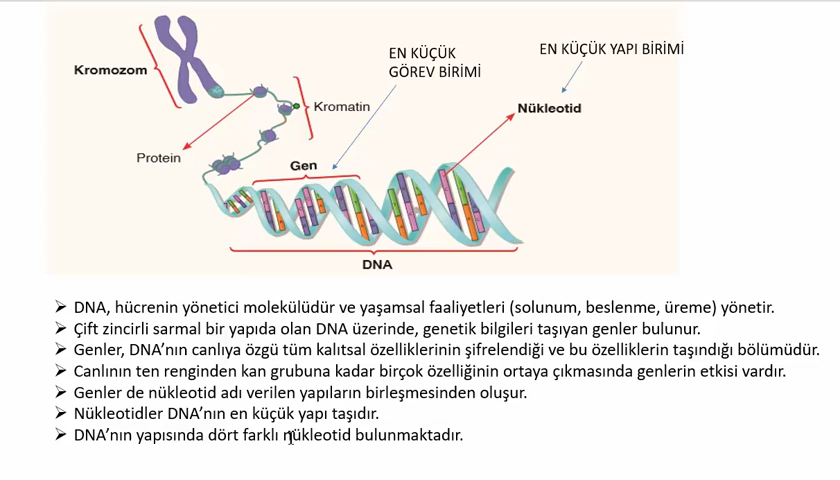 EN KÜÇÜK
GÖREV BİRİMİ
EN KÜÇÜK YAPI BİRİMİ
Kromozom
Kromatin
Nükleotid
Protein
Gen
DNA
➢ DNA, hücrenin yönetici molekülüdür ve yaşamsal faaliyetleri (solunum, beslenme, üreme) yönetir.
➢ Çift zincirli sarmal bir yapıda olan DNA üzerinde, genetik bilgileri taşıyan genler bulunur.
➢ Genler, DNA’nın canlıya özgü tüm kalıtsal özelliklerinin şifrelendiği ve bu özelliklerin taşındığı bölümüdür.
➢ Canlının ten renginden kan grubuna kadar birçok özelliğinin ortaya çıkmasında genlerin etkisi vardır.
➢ Genler de nükleotid adı verilen yapıların birleşmesinden oluşur.
➢ Nükleotidler DNA’nın en küçük yapı taşıdır.
➢ DNA’nın yapısında dört farklı nükleotid bulunmaktadır.